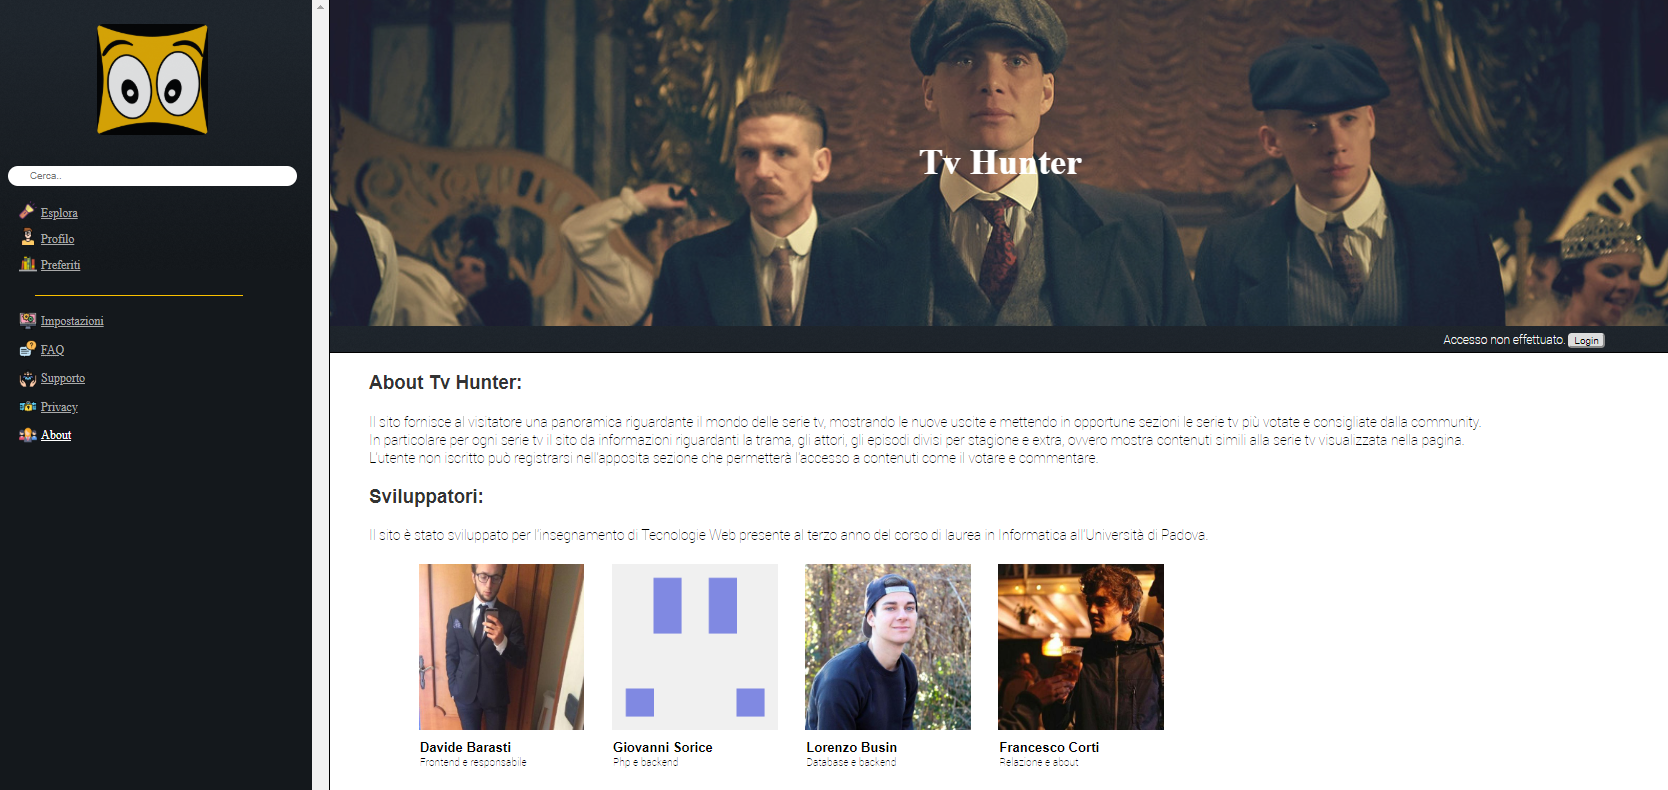 Cerca..
Esplora
Profilo
Preferiti
Impostazioni
FAQ
Supporto
Privacy
About
Tv Hunter
Accesso non effettuato. Login
About Tv Hunter:
Il sito fornisce al visitatore una panoramica riguardante il mondo delle serie tv, mostrando le nuove uscite e mettendo in opportune sezioni le serie tv più votate e consigliate dalla community.
In particolare per ogni serie tv il sito da informazioni riguardanti la trama, gli attori, gli episodi divisi per stagione e extra, ovvero mostra contenuti simili alla serie tv visualizzata nella pagina.
L'utente non iscritto può registrarsi nell'apposita sezione che permetterà l'accesso a contenuti come il votare e commentare.
Sviluppatori:
Il sito è stato sviluppato per l'insegnamento di Tecnologie Web presente al terzo anno del corso di laurea in Informatica all'Università di Padova.
Davide Barasti
Frontend e responsabile
Giovanni Sorice
Php e backend
Lorenzo Busin
Database e backend
Francesco Corti
Relazione e about